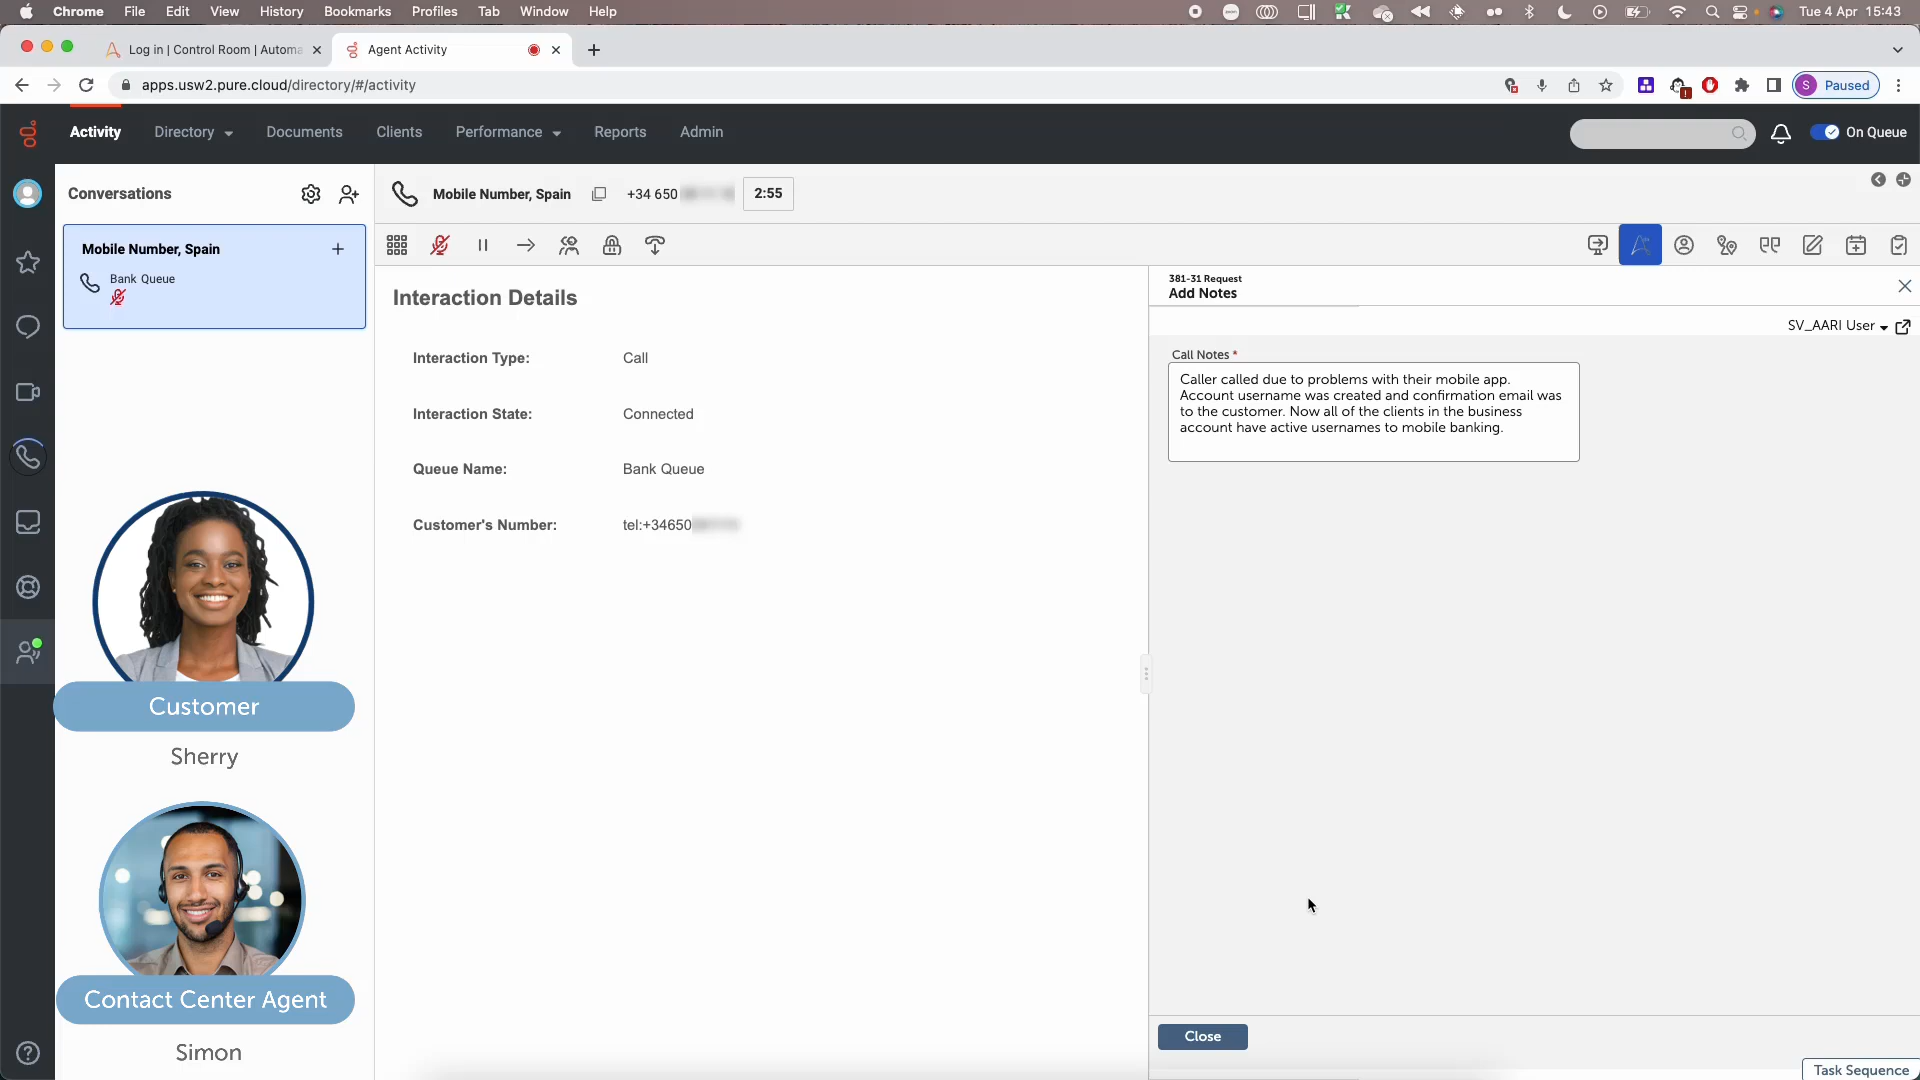 Chrome File Edit View History Bookmarks Profiles Tab Window Help
Tue 4 Apr 15:43
Log in | Control Room | Automa
Agent Activity
apps.usw2.pure.cloud/directory/#/activity
S Paused
Activity Directory Documents Clients Performance Reports Admin
On Queue
Conversations
Mobile Number, Spain +34 650
2:55
Mobile Number, Spain
Bank Queue
Interaction Details
Interaction Type: Call
Interaction State: Connected
Queue Name: Bank Queue
Customer's Number: tel:+34650
381-31 Request
Add Notes
SV_AARI User
Call Notes *
Caller called due to problems with their mobile app.
Account username was created and confirmation email was
to the customer. Now all of the clients in the business
account have active usernames to mobile banking.
Customer
Sherry
Contact Center Agent
Simon
Close
Task Sequence